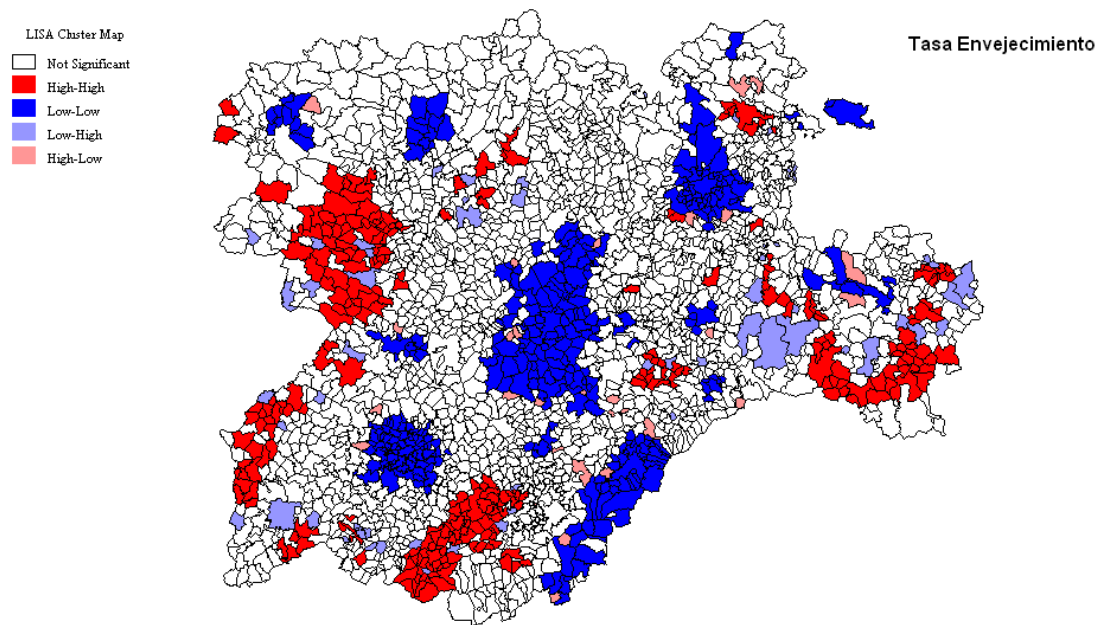 LISA Cluster Map
Tasa Envejecimiento
Not Significant
High-High
Low-Low
Low-High
High-Low